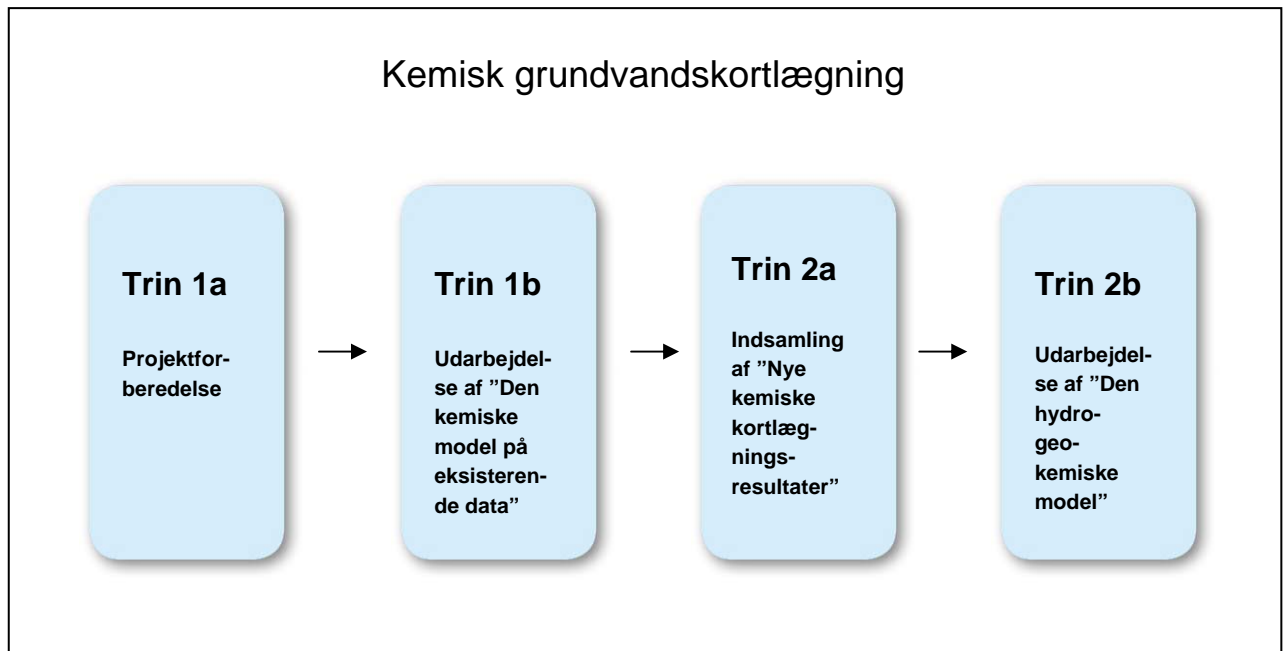 Kemisk grundvandskortlægning
Trin 1a
Projektfor-
beredelse
Trin 1b
Udarbejdel-
se af ”Den
kemiske
model på
eksisteren-
de data”
Trin 2a
Indsamling
af ”Nye
kemiske
kortlæg-
nings-
resultater”
Trin 2b
Udarbejdel-
se af ”Den
hydro-
geo-
kemiske
model”